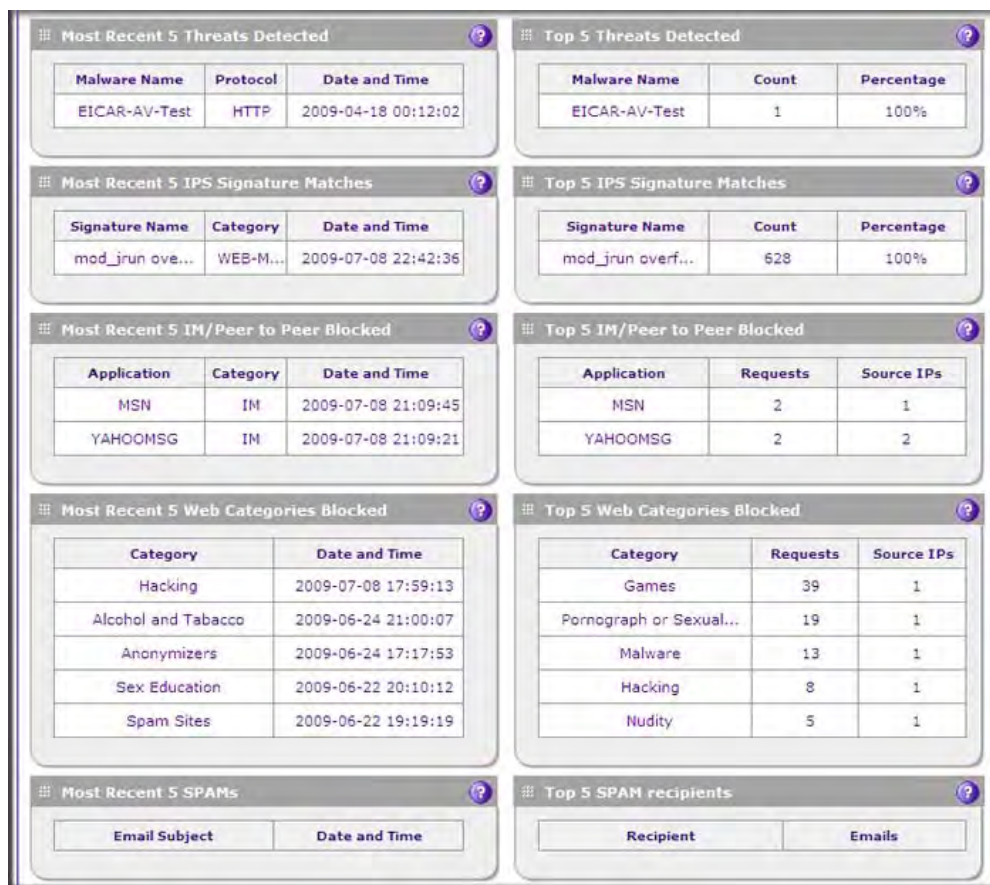 Most Recent 5 Threats Detected
Malware Name Protocol Date and Time
EICAR-AV-Test HTTP 2009-04-18 00:12:02
Top 5 Threats Detected
Malware Name Count Percentage
EICAR-AV-Test 1 100%
Most Recent 5 IPS Signature Matches
Signature Name Category Date and Time
mod_jrun ove... WEB-M... 2009-07-08 22:42:36
Top 5 IPS Signature Matches
Signature Name Count Percentage
mod_jrun overf... 628 100%
Most Recent 5 IM/Peer to Peer Blocked
Application Category Date and Time
MSN IM 2009-07-08 21:09:45
YAHOOMSG IM 2009-07-08 21:09:21
Top 5 IM/Peer to Peer Blocked
Application Requests Source IPs
MSN 2 1
YAHOOMSG 2 2
Most Recent 5 Web Categories Blocked
Category Date and Time
Hacking 2009-07-08 17:59:13
Alcohol and Tabacco 2009-06-24 21:00:07
Anonymizers 2009-06-24 17:17:53
Sex Education 2009-06-22 20:10:12
Spam Sites 2009-06-22 19:19:19
Top 5 Web Categories Blocked
Category Requests Source IPs
Games 39 1
Pornograph or Sexual... 19 1
Malware 13 1
Hacking 8 1
Nudity 5 1
Most Recent 5 SPAMs
Email Subject Date and Time
Top 5 SPAM recipients
Recipient Emails